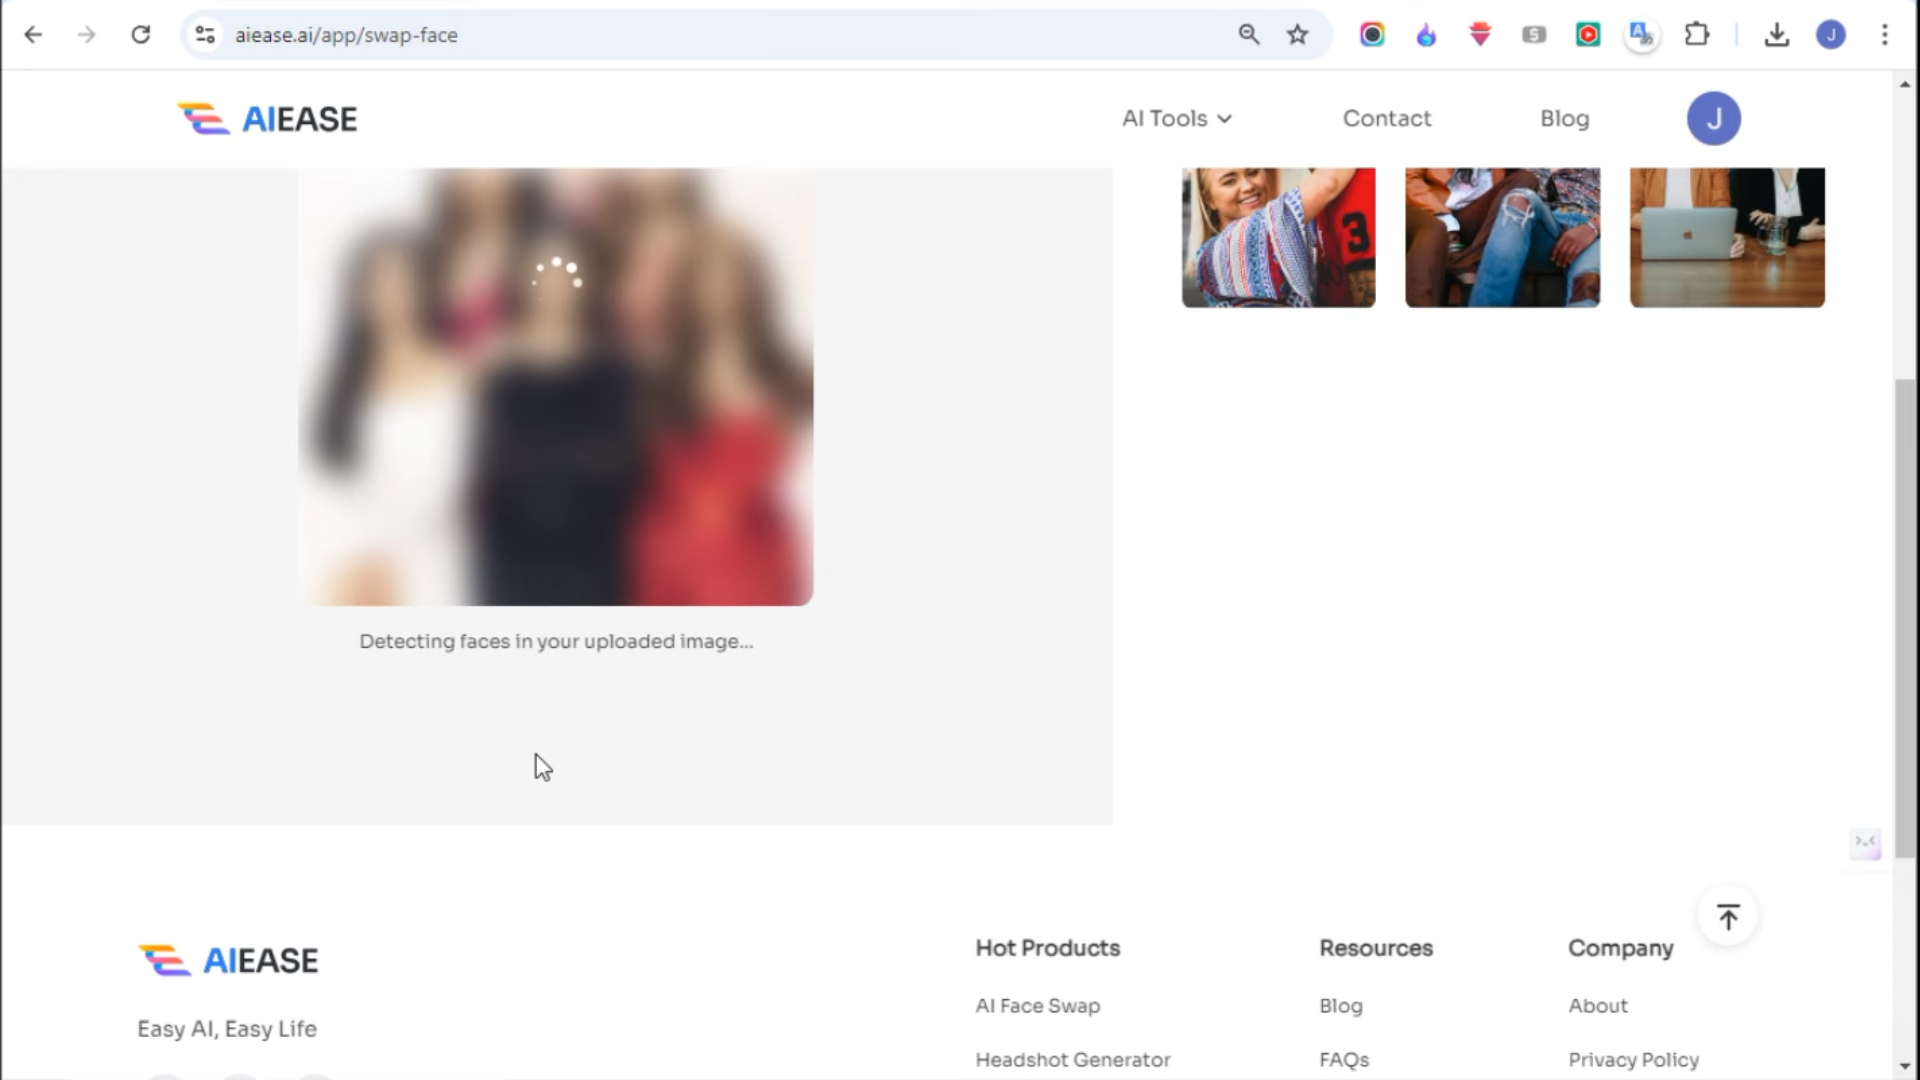 aiease.ai/app/swap-face
S
J
AIEASE
AI Tools
Contact
Blog
J
3
Detecting faces in your uploaded image...
AIEASE
Easy AI, Easy Life
Hot Products
AI Face Swap
Headshot Generator
Resources
Blog
FAQs
Company
About
Privacy Policy